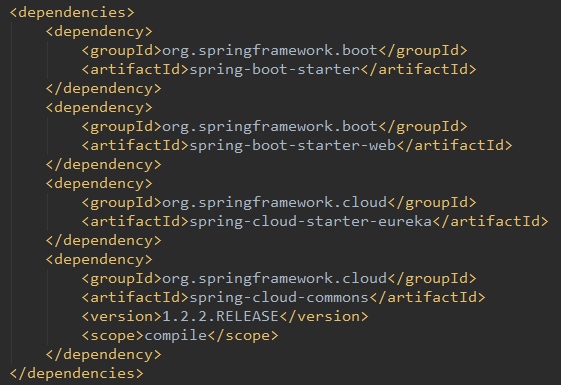 <dependencies>
<dependency>
<groupId>org.springframework.boot</groupId>
<artifactId>spring-boot-starter</artifactId>
</dependency>
<dependency>
<groupId>org.springframework.boot</groupId>
<artifactId>spring-boot-starter-web</artifactId>
</dependency>
<dependency>
<groupId>org.springframework.cloud</groupId>
<artifactId>spring-cloud-starter-eureka</artifactId>
</dependency>
<dependency>
<groupId>org.springframework.cloud</groupId>
<artifactId>spring-cloud-commons</artifactId>
<version>1.2.2.RELEASE</version>
<scope>compile</scope>
</dependency>
</dependencies>